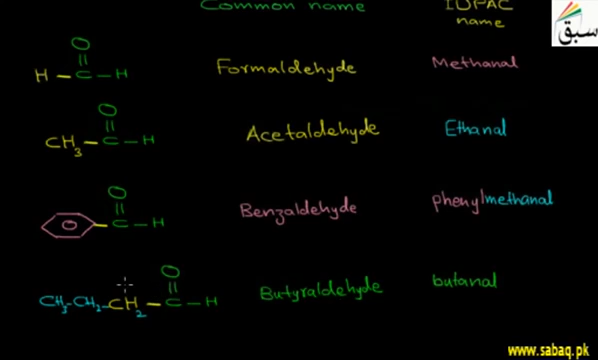 Common name IUPAC name
سبق
O
H – C – H Formaldehyde Methanal
O
CH3 – C – H Acetaldehyde Ethanal
O
C – H Benzaldehyde phenylmethanal
O
CH3-CH2-CH2 – C – H Butyraldehyde butanal
www.sabaq.pk